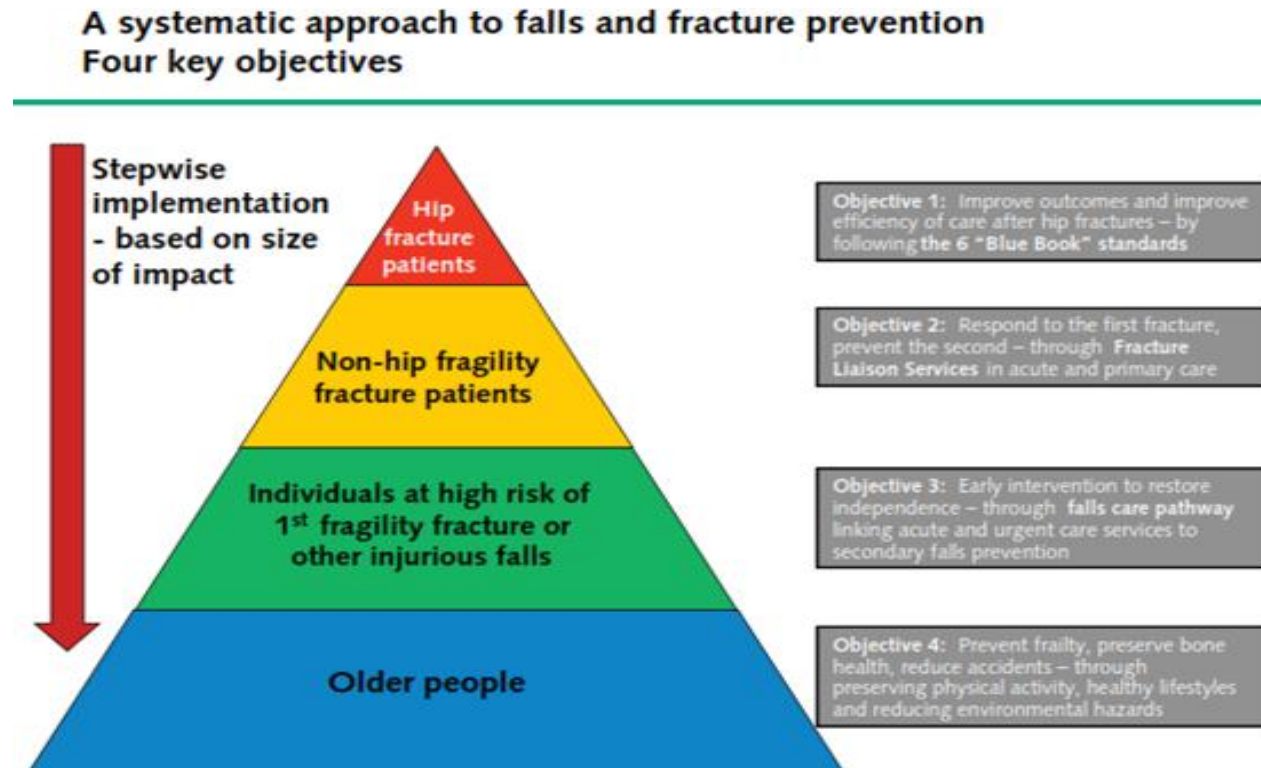 A systematic approach to falls and fracture prevention
Four key objectives
Stepwise
implementation
- based on size
of impact
Hip
fracture
patients
Non-hip fragility
fracture patients
Individuals at high risk of
1st fragility fracture or
other injurious falls
Older people
Objective 1: Improve outcomes and improve
efficiency of care after hip fractures – by
following the 6 “Blue Book” standards
Objective 2: Respond to the first fracture,
prevent the second – through Fracture
Liaison Services in acute and primary care
Objective 3: Early intervention to restore
independence – through falls care pathway
linking acute and urgent care services to
secondary falls prevention
Objective 4: Prevent frailty, preserve bone
health, reduce accidents – through
preserving physical activity, healthy lifestyles
and reducing environmental hazards